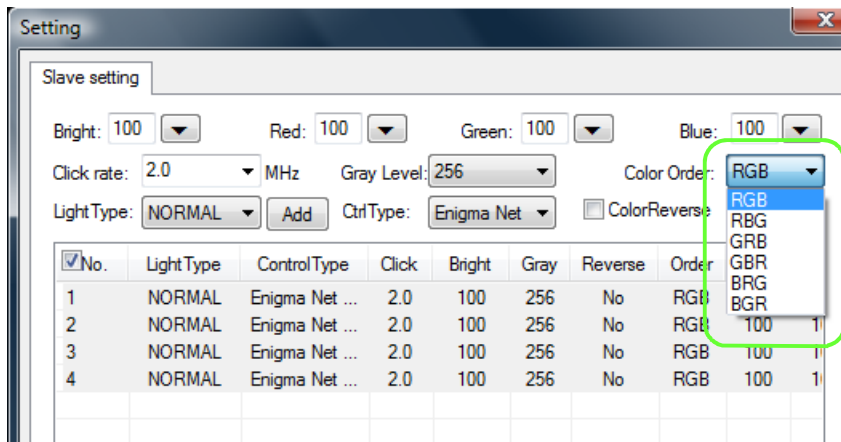 Setting
Slave setting
Bright: 100 Red: 100 Green: 100 Blue: 100
Click rate: 2.0 MHz Gray Level: 256 Color Order: RGB
LightType: NORMAL Add CtrlType: Enigma Net ColorReverse
RGB
RBG
GRB
GBR
BRG
BGR
No. LightType ControlType Click Bright Gray Reverse Order
1 NORMAL Enigma Net ... 2.0 100 256 No RGB
2 NORMAL Enigma Net ... 2.0 100 256 No RGB 100
3 NORMAL Enigma Net ... 2.0 100 256 No RGB 100
4 NORMAL Enigma Net ... 2.0 100 256 No RGB 100